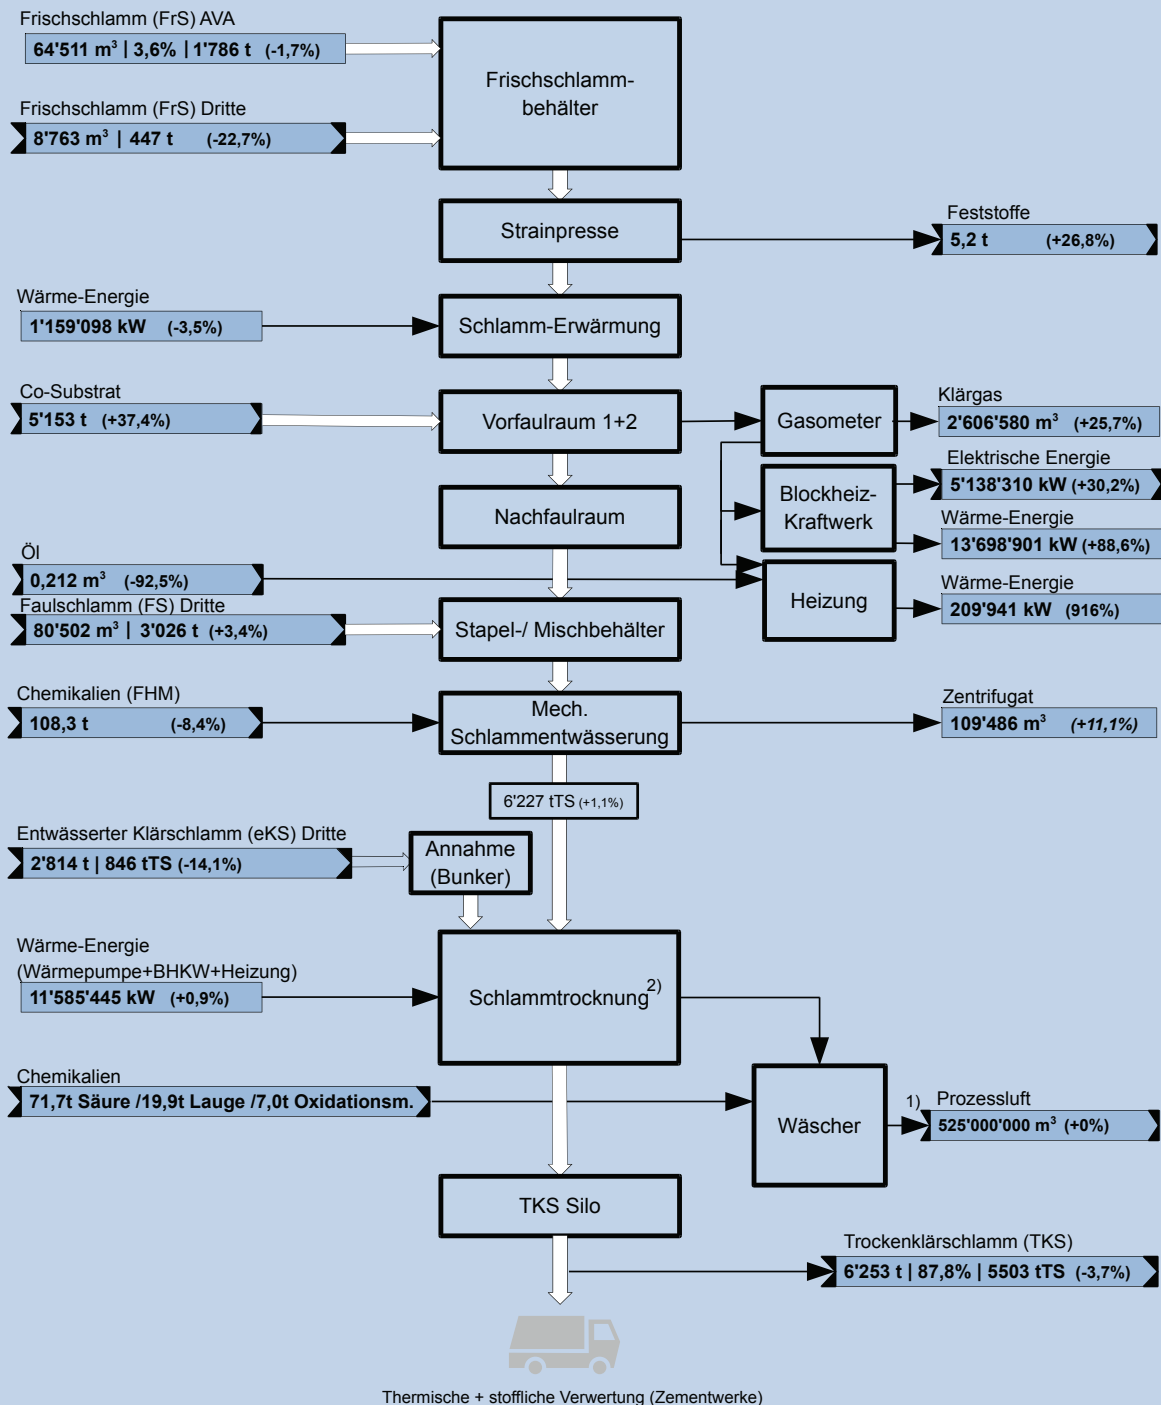 Frischschlamm (FrS) AVA
64'511 m³ | 3,6% | 1'786 t (-1,7%)
Frischschlamm-
behälter
Frischschlamm (FrS) Dritte
8'763 m³ | 447 t (-22,7%)
Strainpresse
Feststoffe
5,2 t (+26,8%)
Wärme-Energie
1'159'098 kW (-3,5%)
Schlamm-Erwärmung
Co-Substrat
5'153 t (+37,4%)
Vorfaulraum 1+2
Gasometer
Klärgas
2'606'580 m³ (+25,7%)
Elektrische Energie
5'138'310 kW (+30,2%)
Blockheiz-
Kraftwerk
Wärme-Energie
13'698'901 kW (+88,6%)
Nachfaulraum
Öl
0,212 m³ (-92,5%)
Heizung
Wärme-Energie
209'941 kW (916%)
Faulschlamm (FS) Dritte
80'502 m³ | 3'026 t (+3,4%)
Stapel-/ Mischbehälter
Chemikalien (FHM)
108,3 t (-8,4%)
Mech.
Schlammentwässerung
Zentrifugat
109'486 m³ (+11,1%)
6'227 tTS (+1,1%)
Entwässerter Klärschlamm (eKS) Dritte
2'814 t | 846 tTS (-14,1%)
Annahme
(Bunker)
Wärme-Energie
(Wärmepumpe+BHKW+Heizung)
11'585'445 kW (+0,9%)
Schlammtrocknung²⁾
Chemikalien
71,7t Säure /19,9t Lauge /7,0t Oxidationsm.
Wäscher
1) Prozessluft
525'000'000 m³ (+0%)
TKS Silo
Trockenklärschlamm (TKS)
6'253 t | 87,8% | 5503 tTS (-3,7%)
Thermische + stoffliche Verwertung (Zementwerke)